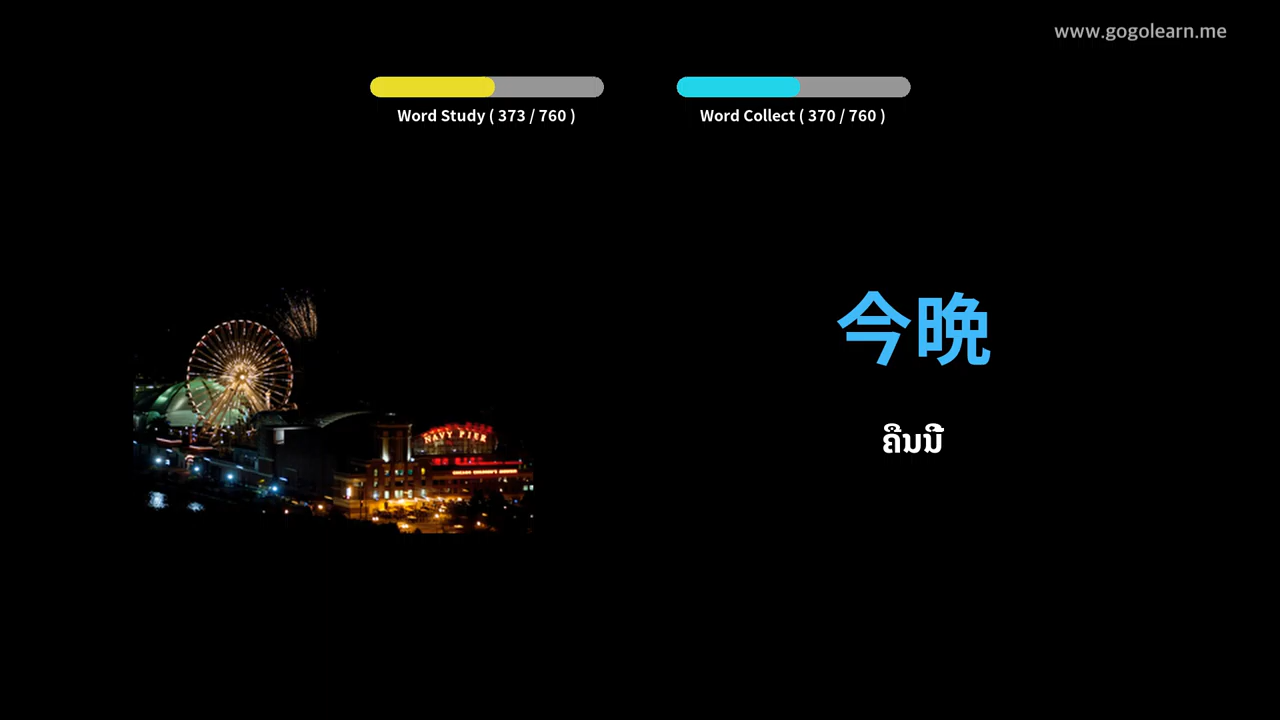 www.gogolearn.me
Word Study ( 373 / 760 )
Word Collect ( 370 / 760 )
今晚
ຄືນນີ້
NAVY PIER